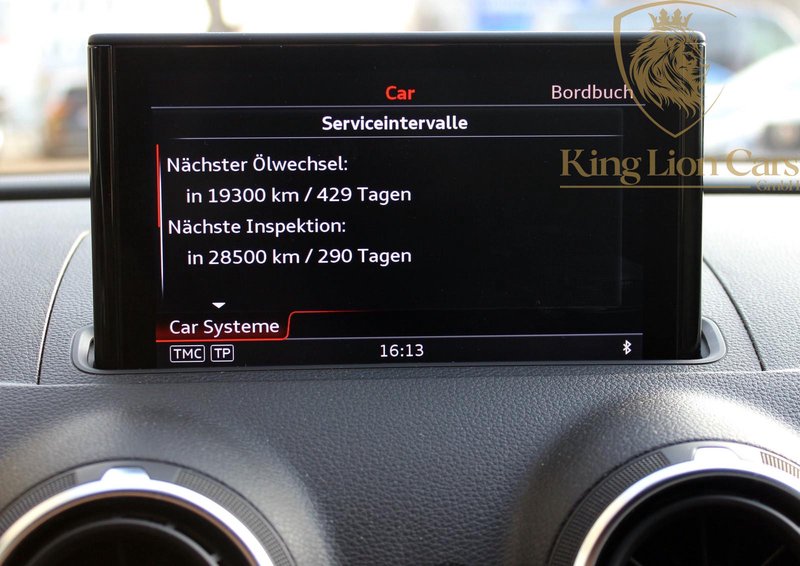 Car
Bordbuch
Serviceintervalle
Nächster Ölwechsel:
in 19300 km / 429 Tagen
Nächste Inspektion:
in 28500 km / 290 Tagen
Car Systeme
TMC TP
16:13
King Lion Cars
GmbH